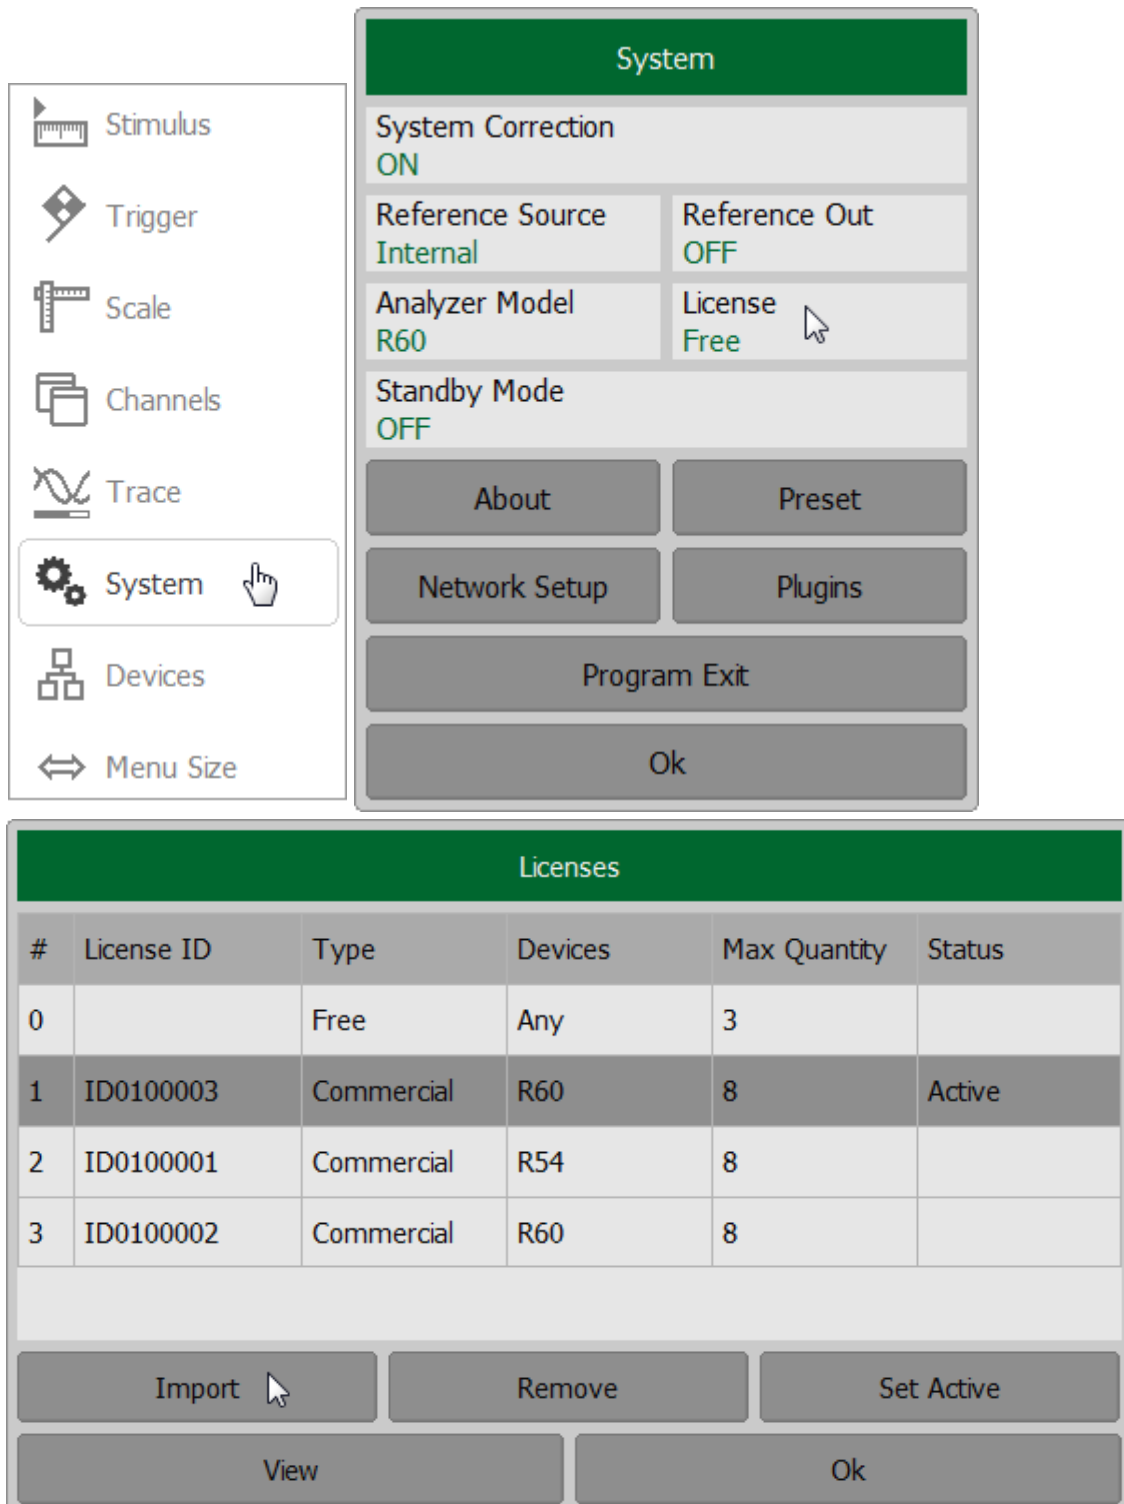 Stimulus
Trigger
Scale
Channels
Trace
System
Devices
Menu Size
System
System Correction
ON
Reference Source
Internal
Reference Out
OFF
Analyzer Model
R60
License
Free
Standby Mode
OFF
About
Preset
Network Setup
Plugins
Program Exit
Ok
Licenses
# License ID Type Devices Max Quantity Status
0 Free Any 3
1 ID0100003 Commercial R60 8 Active
2 ID0100001 Commercial R54 8
3 ID0100002 Commercial R60 8
Import Remove Set Active
View Ok